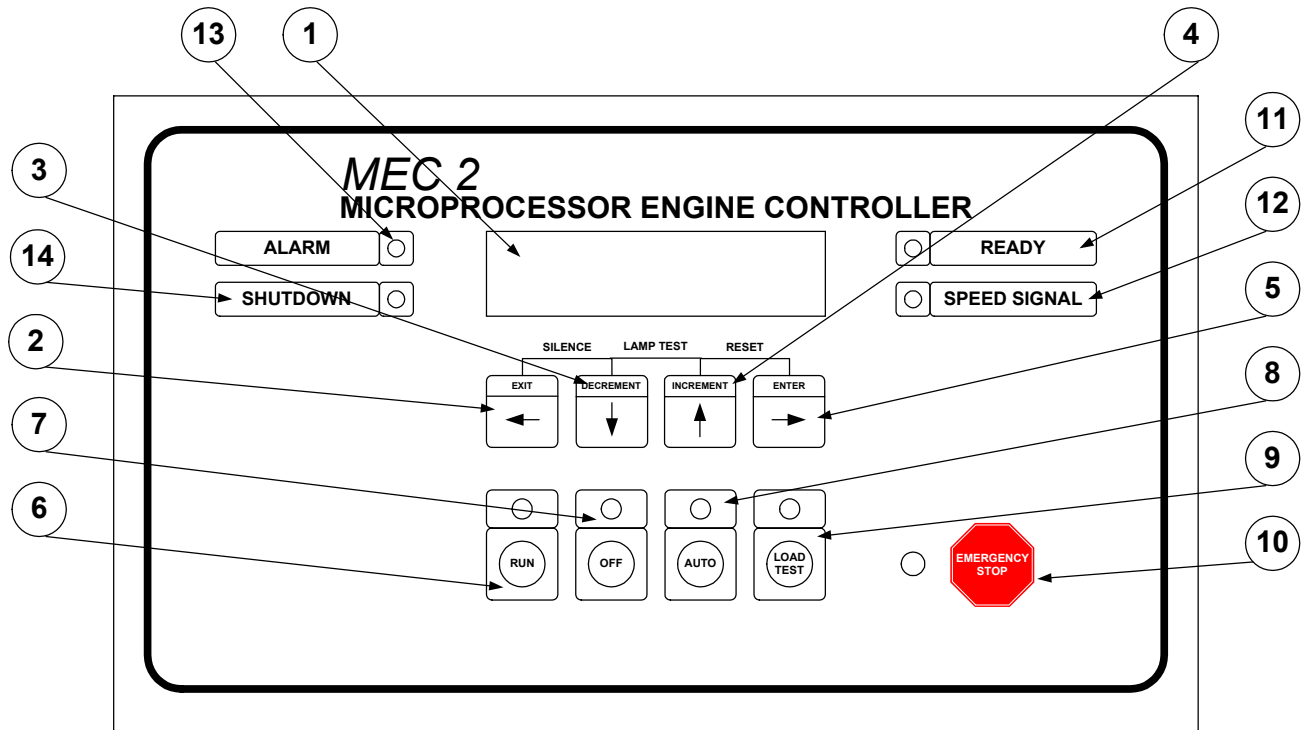 13
1
4
11
3
MEC 2
MICROPROCESSOR ENGINE CONTROLLER
12
ALARM
READY
14
SHUTDOWN
SPEED SIGNAL
5
2
SILENCE
LAMP TEST
RESET
EXIT
DECREMENT
INCREMENT
ENTER
8
7
9
6
RUN
OFF
AUTO
LOAD
TEST
EMERGENCY
STOP
10